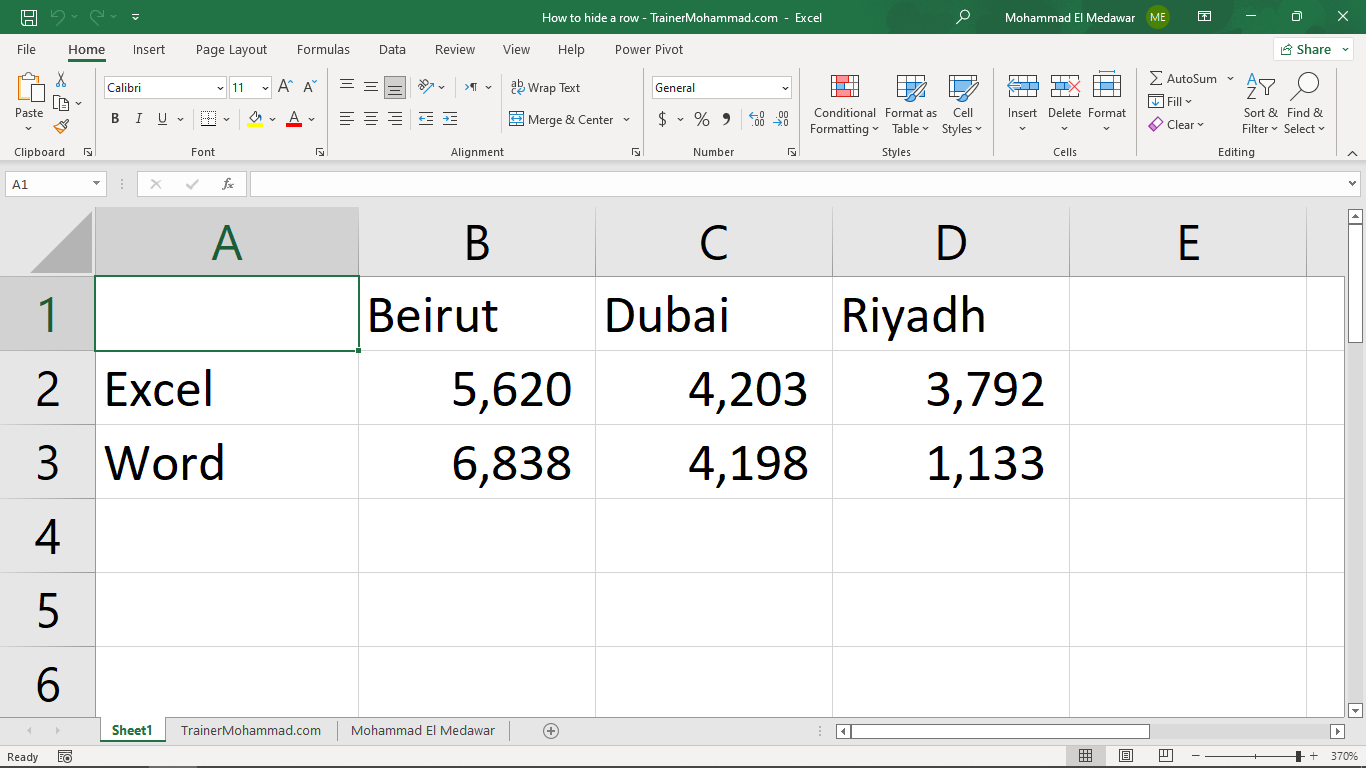 How to hide a row - TrainerMohammad.com - Excel
Mohammad El Medawar ME
File Home Insert Page Layout Formulas Data Review View Help Power Pivot Share
Paste
Calibri 11
B I U A
Wrap Text
Merge & Center
General
$ % 9
Conditional Formatting
Format as Table
Cell Styles
Insert Delete Format
AutoSum
Fill
Clear
Sort & Filter
Find & Select
Clipboard Font Alignment Number Styles Cells Editing
A1 fx
A B C D E
1 Beirut Dubai Riyadh
2 Excel 5,620 4,203 3,792
3 Word 6,838 4,198 1,133
4
5
6
Sheet1 TrainerMohammad.com Mohammad El Medawar
Ready 370%